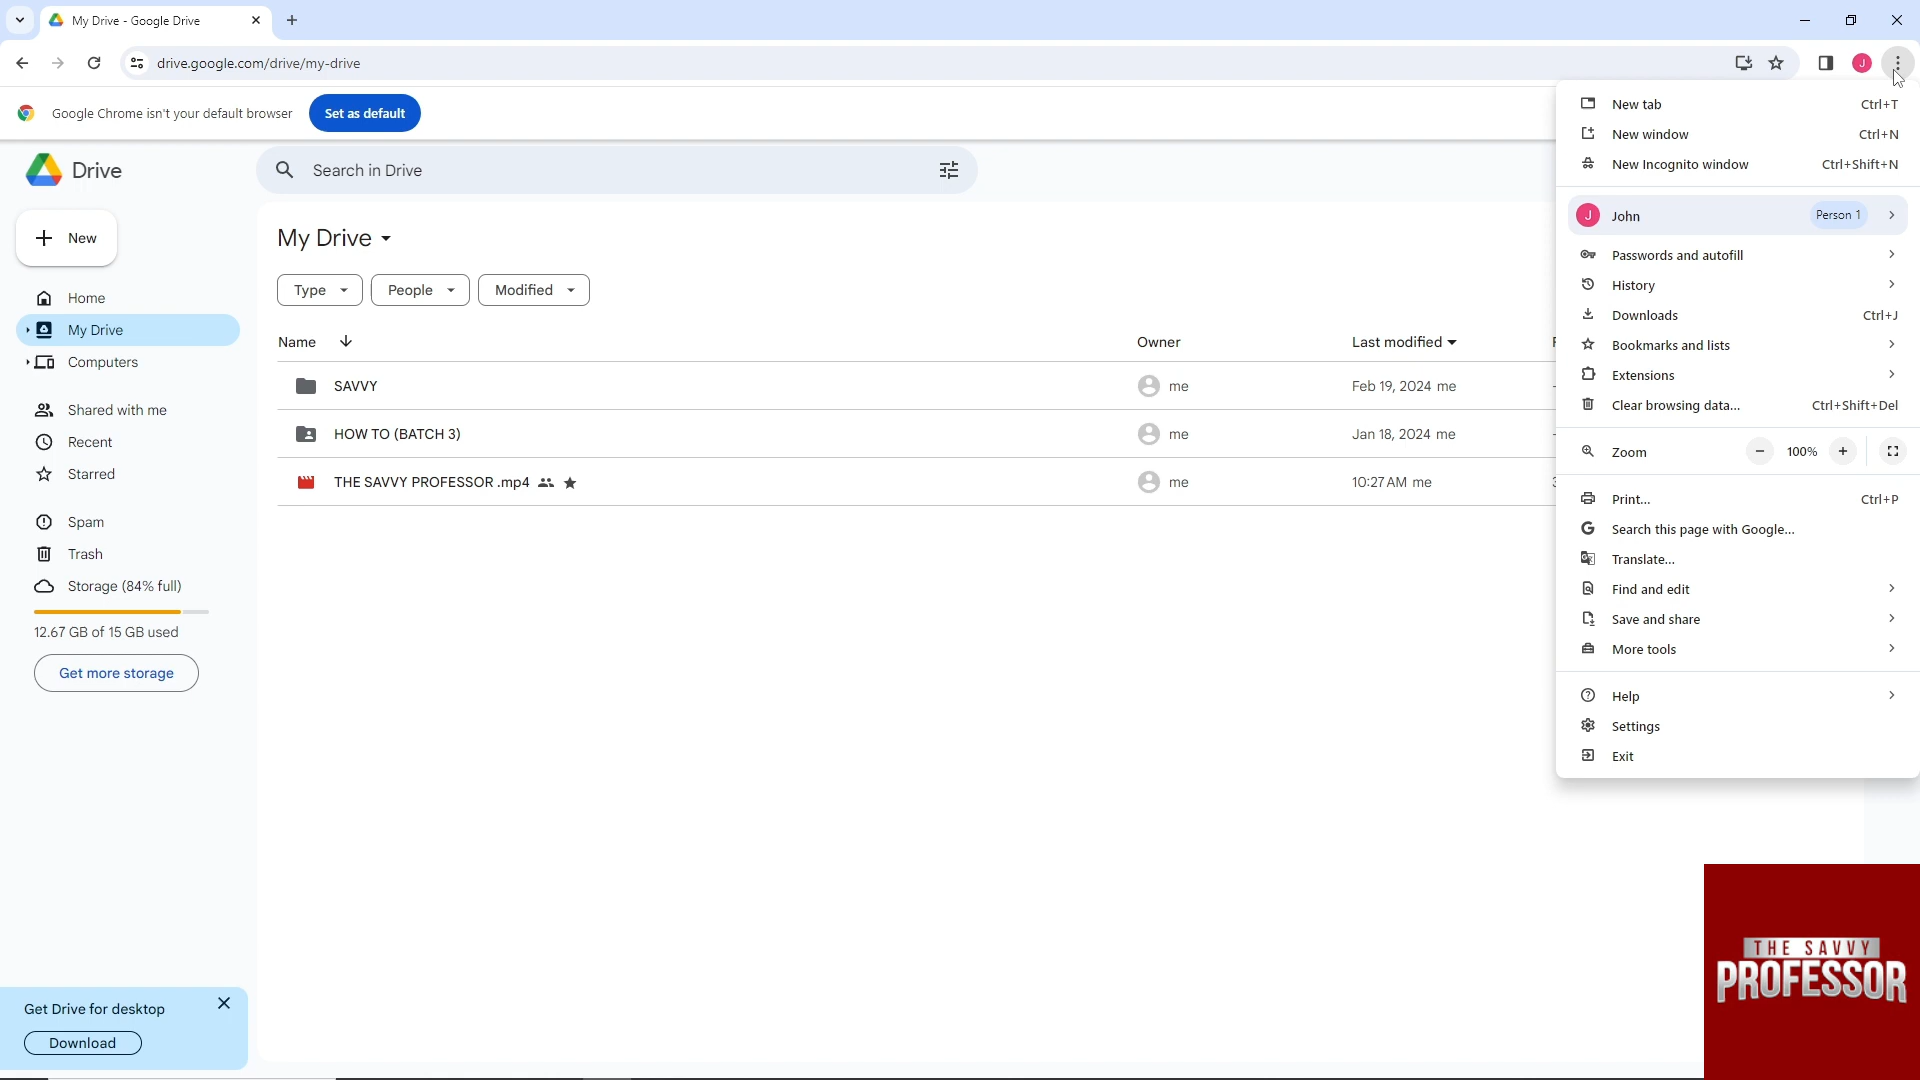 My Drive - Google Drive
drive.google.com/drive/my-drive
J
Google Chrome isn't your default browser
Set as default
Drive
Search in Drive
New
Home
My Drive
Computers
Shared with me
Recent
Starred
Spam
Trash
Storage (84% full)
12.67 GB of 15 GB used
Get more storage
Get Drive for desktop
Download
My Drive
Type
People
Modified
Name
Owner
Last modified
SAVVY
me
Feb 19, 2024 me
HOW TO (BATCH 3)
me
Jan 18, 2024 me
THE SAVVY PROFESSOR .mp4
me
10:27 AM me
New tab Ctrl+T
New window Ctrl+N
New Incognito window Ctrl+Shift+N
J John Person 1
Passwords and autofill
History
Downloads Ctrl+J
Bookmarks and lists
Extensions
Clear browsing data... Ctrl+Shift+Del
Zoom 100%
Print... Ctrl+P
Search this page with Google...
Translate...
Find and edit
Save and share
More tools
Help
Settings
Exit
THE SAVVY
PROFESSOR